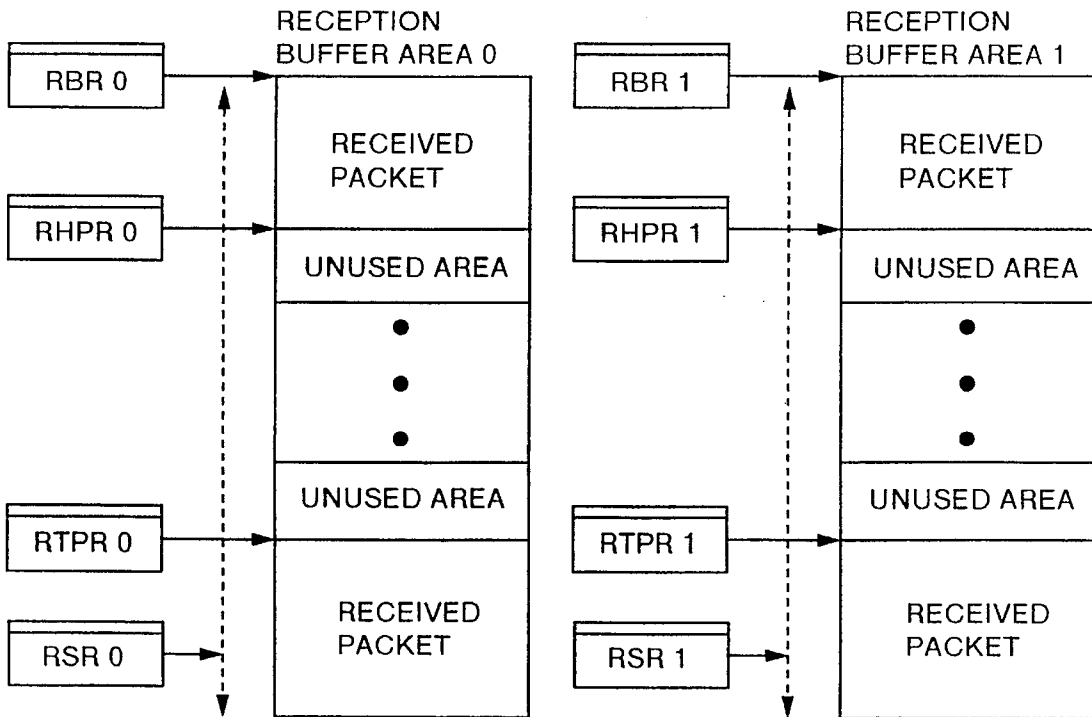 RECEPTION
BUFFER AREA 0
RBR 0
RECEIVED
PACKET
RHPR 0
UNUSED AREA
UNUSED AREA
RTPR 0
RECEIVED
PACKET
RSR 0
RECEPTION
BUFFER AREA 1
RBR 1
RECEIVED
PACKET
RHPR 1
UNUSED AREA
UNUSED AREA
RTPR 1
RECEIVED
PACKET
RSR 1